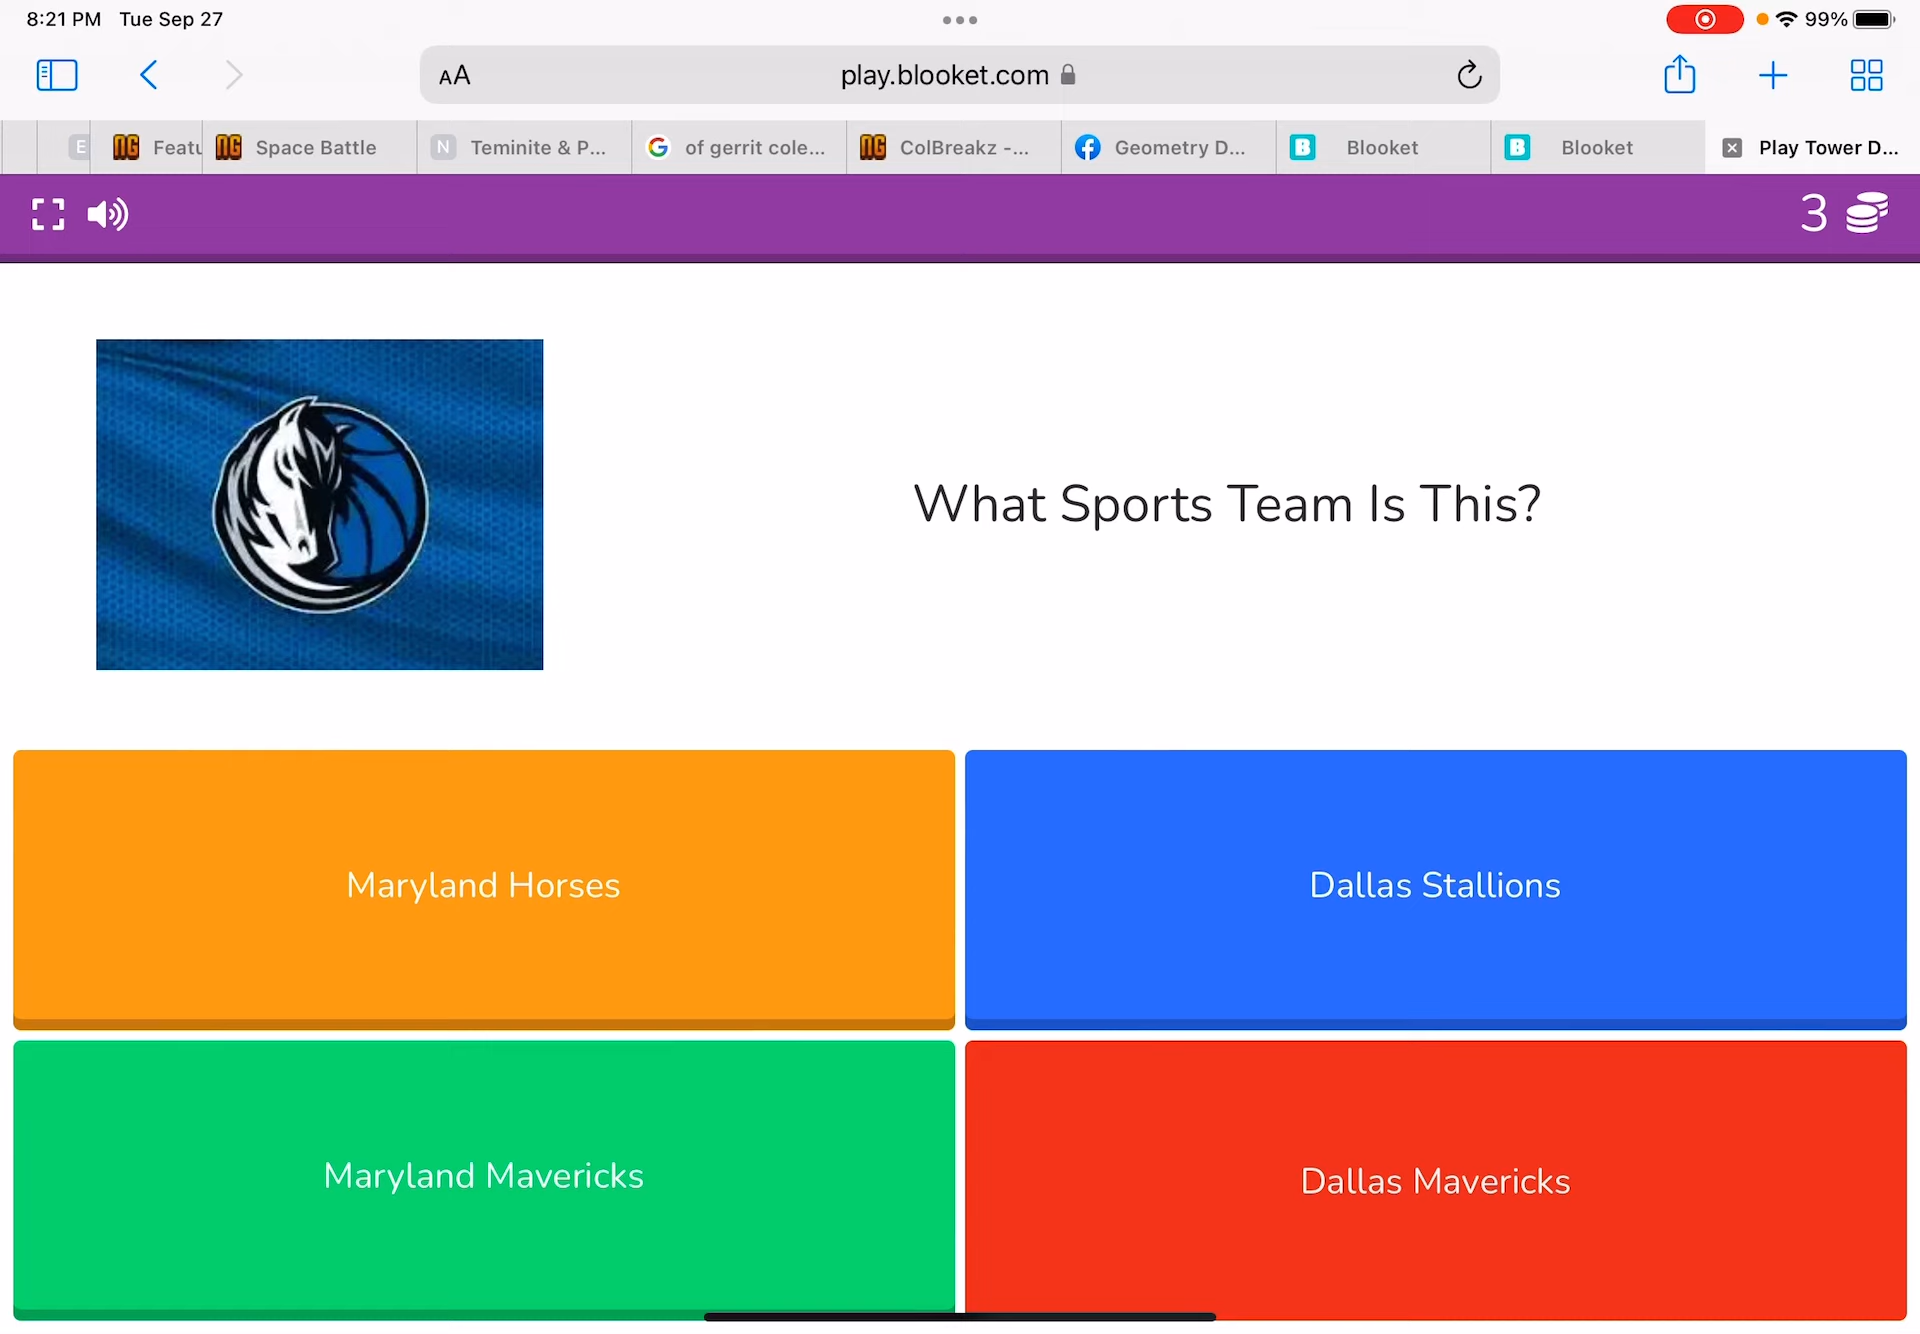 8:21 PM Tue Sep 27
99%
AA
play.blooket.com
E
Featu
Space Battle
N
Teminite & P...
G
of gerrit cole...
ColBreakz -...
Geometry D...
B
Blooket
B
Blooket
Play Tower D...
3
What Sports Team Is This?
Maryland Horses
Dallas Stallions
Maryland Mavericks
Dallas Mavericks